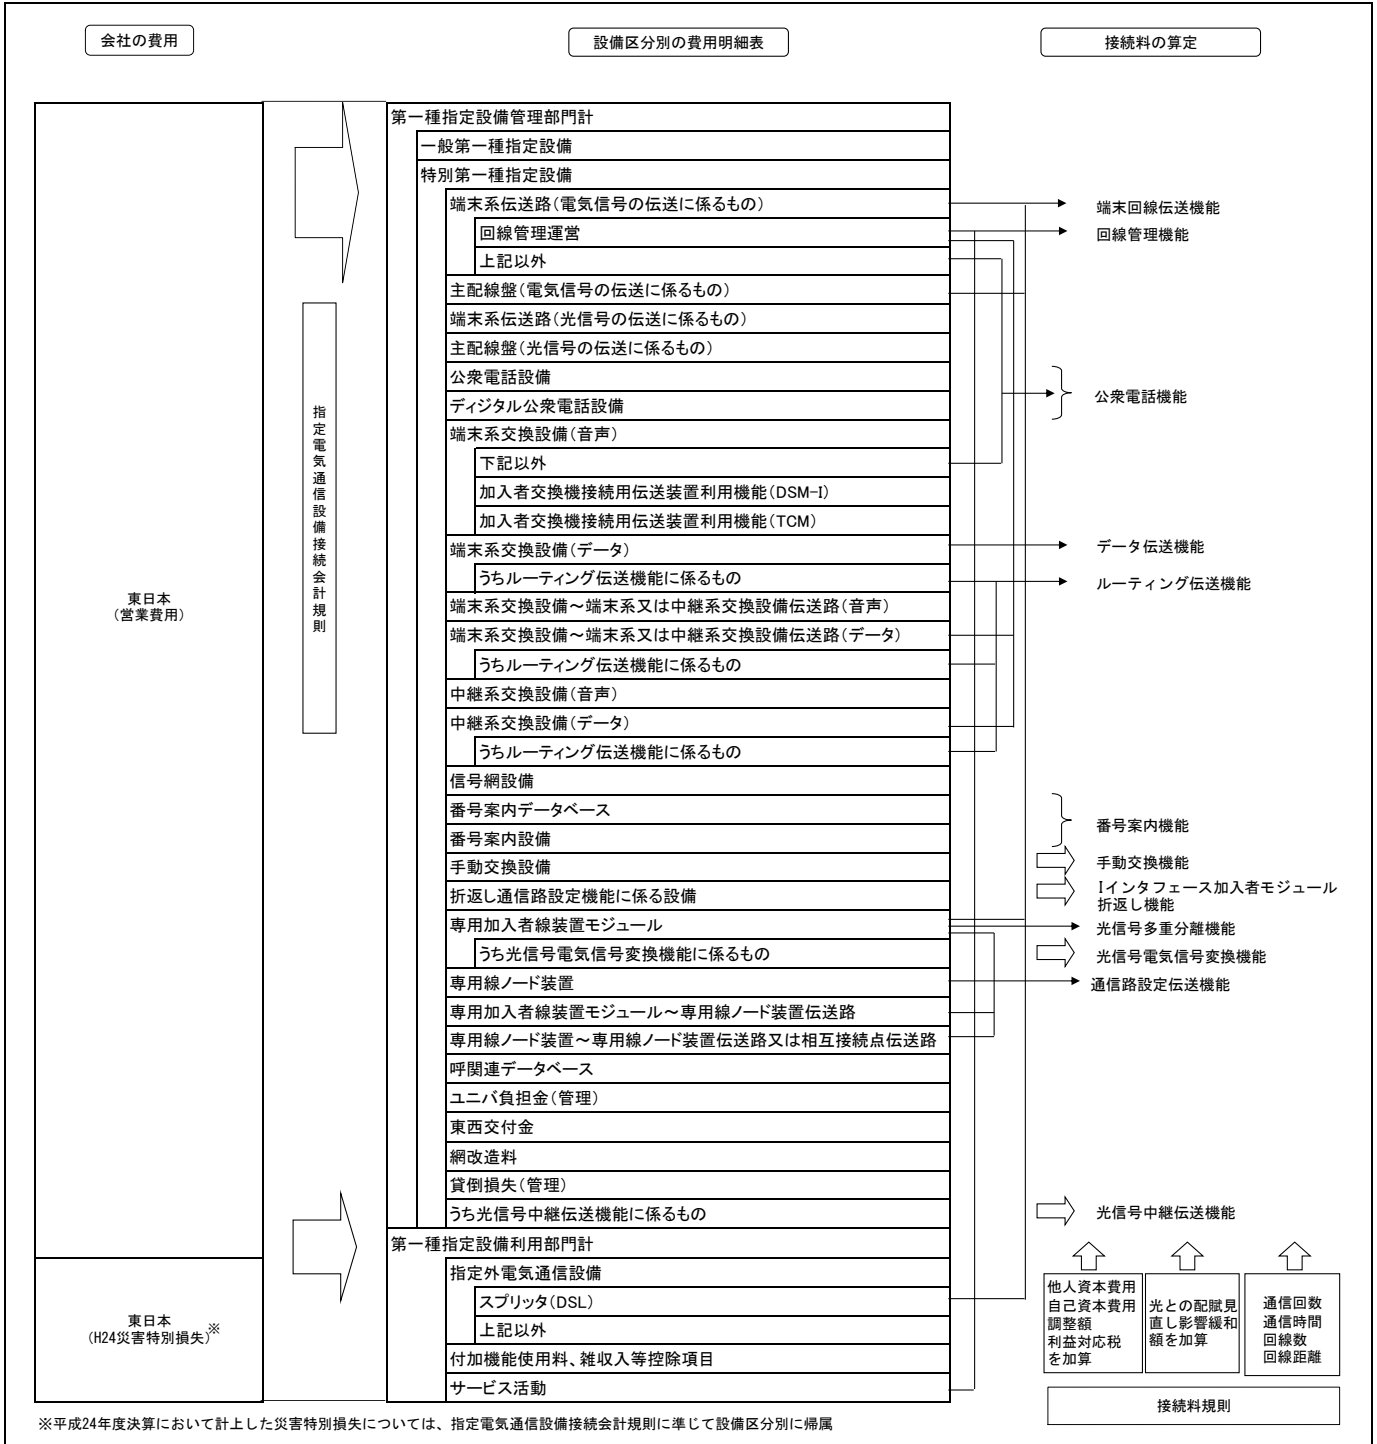 会社の費用
設備区分別の費用明細表
接続料の算定
東日本
(営業費用)
東日本
(H24災害特別損失)※
指定電気通信設備接続会計規則
第一種指定設備管理部門計
一般第一種指定設備
特別第一種指定設備
端末系伝送路(電気信号の伝送に係るもの)
回線管理運営
上記以外
主配線盤(電気信号の伝送に係るもの)
端末系伝送路(光信号の伝送に係るもの)
主配線盤(光信号の伝送に係るもの)
公衆電話設備
ディジタル公衆電話設備
端末系交換設備(音声)
下記以外
加入者交換機接続用伝送装置利用機能(DSM-I)
加入者交換機接続用伝送装置利用機能(TCM)
端末系交換設備(データ)
うちルーティング伝送機能に係るもの
端末系交換設備~端末系又は中継系交換設備伝送路(音声)
端末系交換設備~端末系又は中継系交換設備伝送路(データ)
うちルーティング伝送機能に係るもの
中継系交換設備(音声)
中継系交換設備(データ)
うちルーティング伝送機能に係るもの
信号網設備
番号案内データベース
番号案内設備
手動交換設備
折返し通信路設定機能に係る設備
専用加入者線装置モジュール
うち光信号電気信号変換機能に係るもの
専用線ノード装置
専用加入者線装置モジュール~専用線ノード装置伝送路
専用線ノード装置~専用線ノード装置伝送路又は相互接続点伝送路
呼関連データベース
ユニバ負担金(管理)
東西交付金
網改造料
貸倒損失(管理)
うち光信号中継伝送機能に係るもの
第一種指定設備利用部門計
指定外電気通信設備
スプリッタ(DSL)
上記以外
付加機能使用料、雑収入等控除項目
サービス活動
端末回線伝送機能
回線管理機能
公衆電話機能
データ伝送機能
ルーティング伝送機能
番号案内機能
手動交換機能
Iインタフェース加入者モジュール
折返し機能
光信号多重分離機能
光信号電気信号変換機能
通信路設定伝送機能
光信号中継伝送機能
他人資本費用
自己資本費用
調整額
利益対応税
を加算
光との配賦見
直し影響緩和
額を加算
通信回数
通信時間
回線数
回線距離
接続料規則
※平成24年度決算において計上した災害特別損失については、指定電気通信設備接続会計規則に準じて設備区分別に帰属